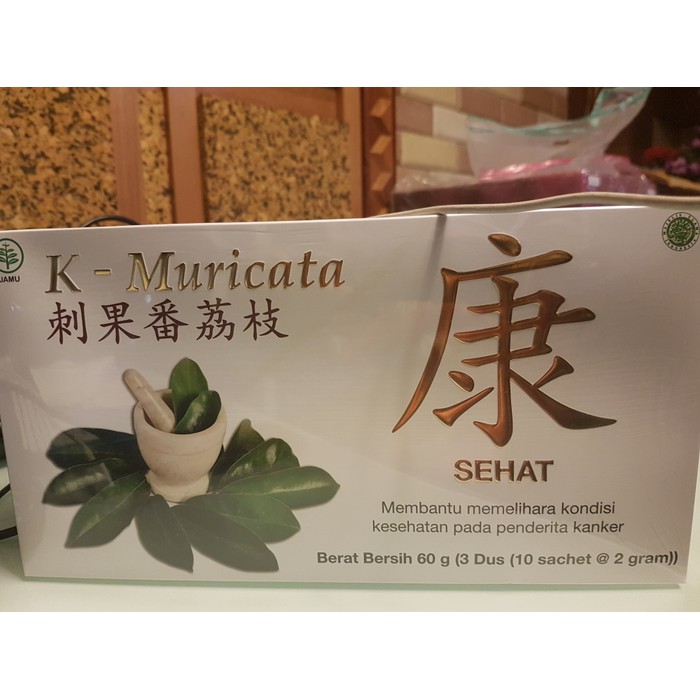 JAMU
K - Muricata
刺果番荔枝
康
SEHAT
Membantu memelihara kondisi
kesehatan pada penderita kanker
Berat Bersih 60 g (3 Dus (10 sachet @ 2 gram))